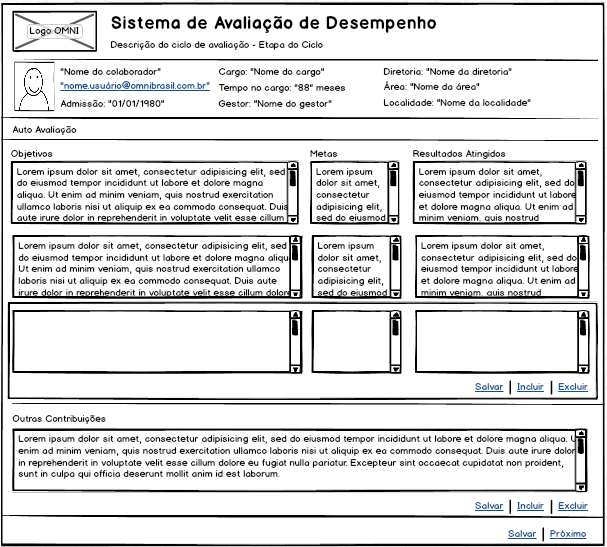 Logo OMNI
Sistema de Avaliação de Desempenho
Descrição do ciclo de avaliação - Etapa do Ciclo
"Nome do colaborador"
"nome.usuário@omnibrasil.com.br"
Admissão: "01/01/1980"
Cargo: "Nome do cargo"
Tempo no cargo: "88" meses
Gestor: "Nome do gestor"
Diretoria: "Nome da diretoria"
Área: "Nome da área"
Localidade: "Nome da localidade"
Auto Avaliação
Objetivos
Metas
Resultados Atingidos
Lorem ipsum dolor sit amet, consectetur adipisicing elit, sed
do eiusmod tempor incididunt ut labore et dolore magna
aliqua. Ut enim ad minim veniam, quis nostrud exercitation
ullamco laboris nisi ut aliquip ex ea commodo consequat. Duis
aute irure dolor in reprehenderit in voluptate velit esse cillum
Lorem ipsum
dolor sit amet,
consectetur
adipisicing elit,
sed do eiusmod
Lorem ipsum dolor sit amet,
consectetur adipisicing elit, sed do
eiusmod tempor incididunt ut labore
et dolore magna aliqua. Ut enim ad
minim veniam, quis nostrud
Lorem ipsum dolor sit amet, consectetur adipisicing elit, sed
do eiusmod tempor incididunt ut labore et dolore magna aliqu
Ut enim ad minim veniam, quis nostrud exercitation ullamco
laboris nisi ut aliquip ex ea commodo consequat. Duis aute
irure dolor in reprehenderit in voluptate velit esse cillum dolore
Lorem ipsum
dolor sit amet,
consectetur
adipisicing elit,
sed do eiusmod
Lorem ipsum dolor sit amet,
consectetur adipisicing elit, sed do
eiusmod tempor incididunt ut labore
et dolore magna aliqua. Ut enim ad
minim veniam, quis nostrud
Salvar | Incluir | Excluir
Outras Contribuições
Lorem ipsum dolor sit amet, consectetur adipisicing elit, sed do eiusmod tempor incididunt ut labore et dolore magna aliqua. U
enim ad minim veniam, quis nostrud exercitation ullamco laboris nisi ut aliquip ex ea commodo consequat. Duis aute irure dolor
in reprehenderit in voluptate velit esse cillum dolore eu fugiat nulla pariatur. Excepteur sint occaecat cupidatat non proident,
sunt in culpa qui officia deserunt mollit anim id est laborum.
Salvar | Incluir | Excluir
Salvar | Próximo